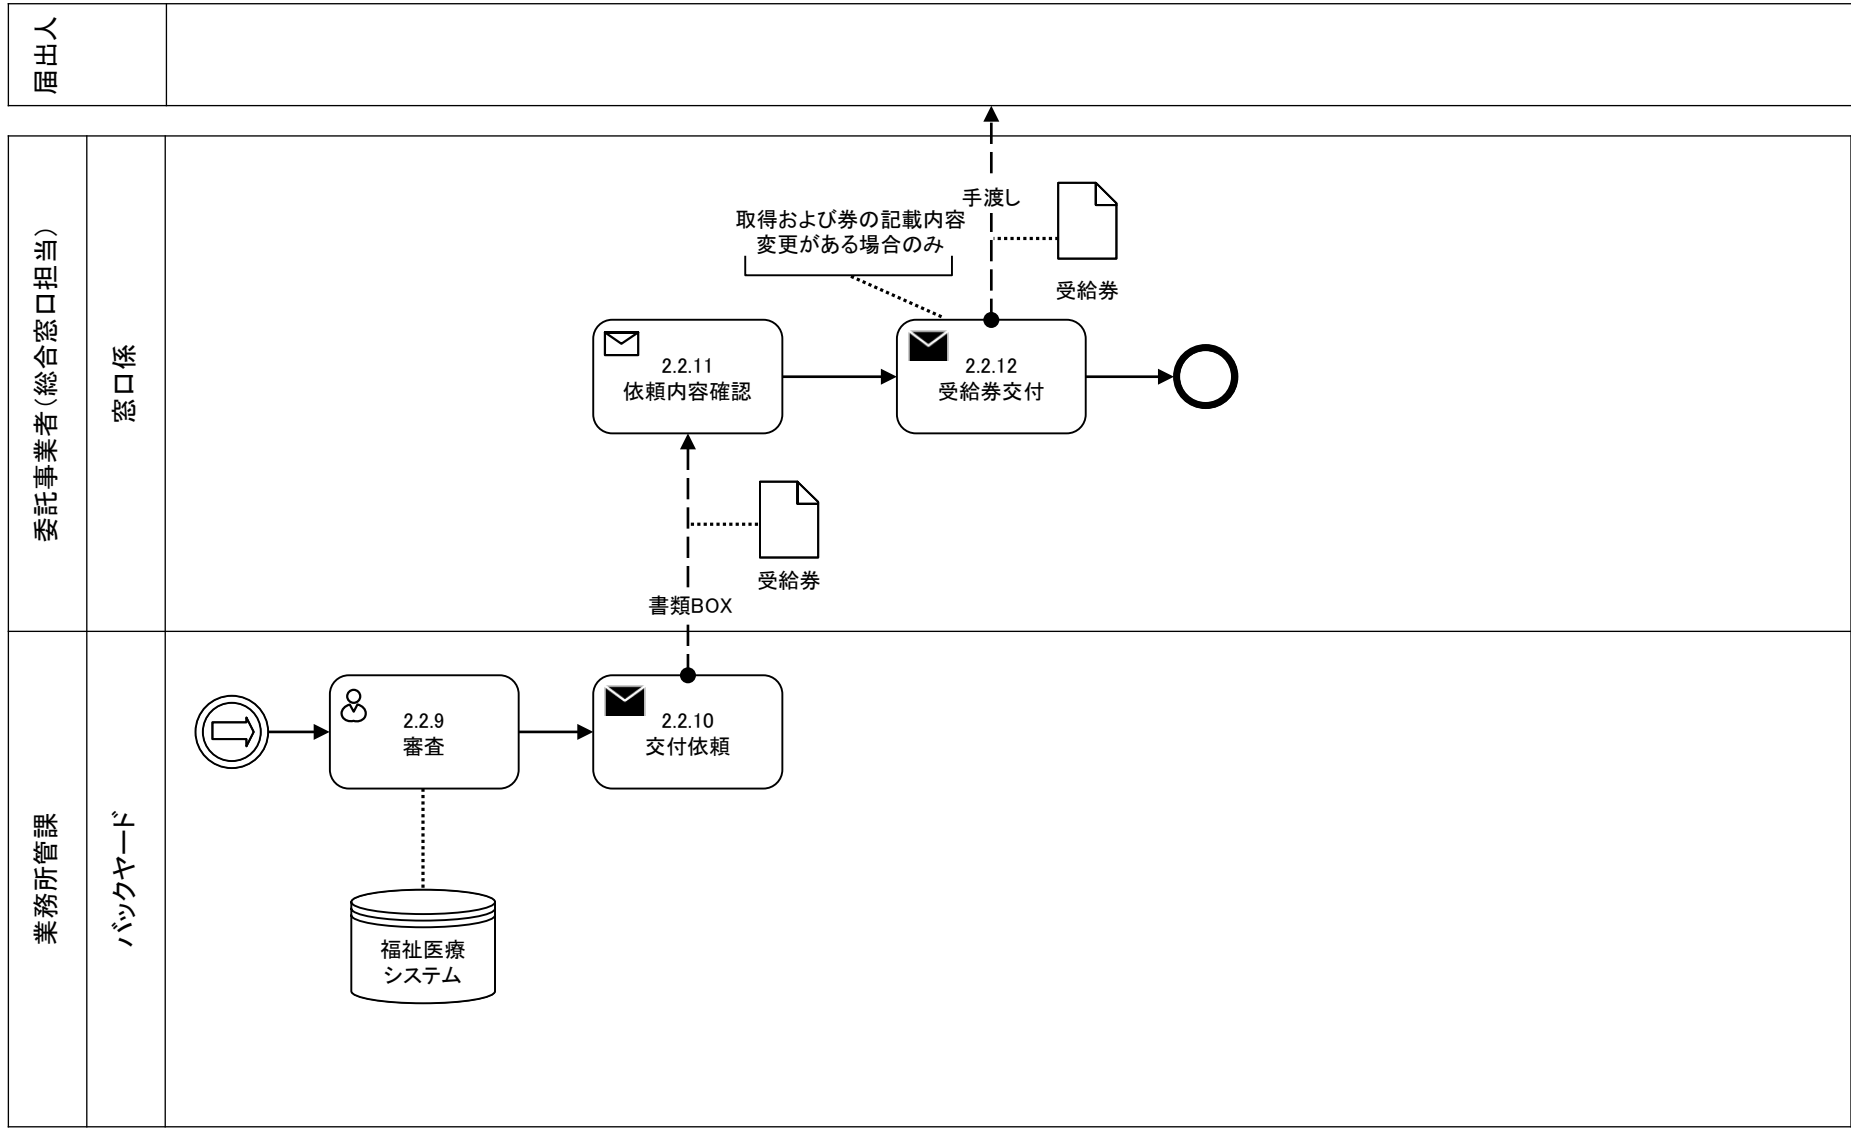 届出人
委託事業者（総合窓口担当）
窓口係
手渡し
取得および券の記載内容
変更がある場合のみ
受給券
2.2.11
依頼内容確認
2.2.12
受給券交付
受給券
書類BOX
業務所管課
バックヤード
2.2.9
審査
2.2.10
交付依頼
福祉医療
システム